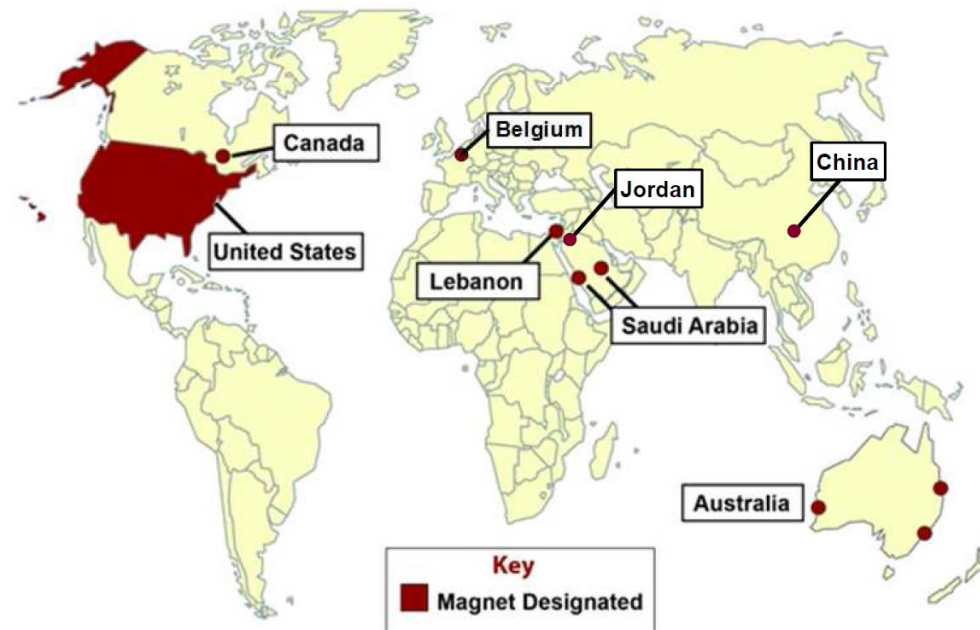 Belgium
Canada
China
Jordan
United States
Lebanon
Saudi Arabia
Australia
Key
Magnet Designated